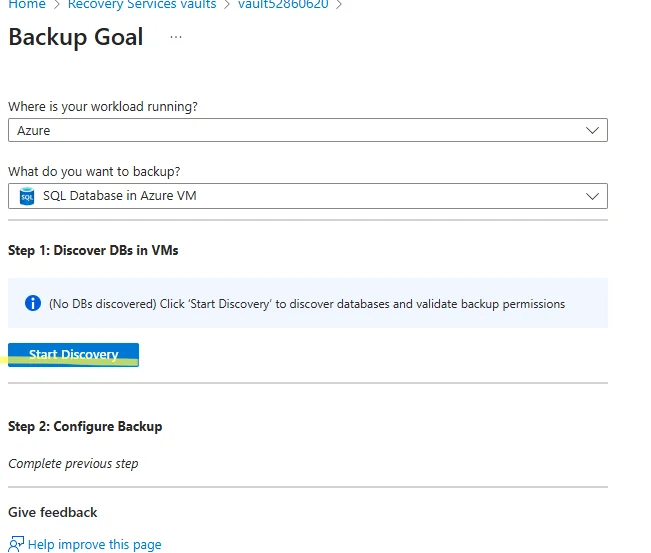 Home > Recovery Services vaults > vault52860620 >
Backup Goal ...
Where is your workload running?
Azure
What do you want to backup?
SQL SQL Database in Azure VM
Step 1: Discover DBs in VMs
(No DBs discovered) Click ‘Start Discovery’ to discover databases and validate backup permissions
Start Discovery
Step 2: Configure Backup
Complete previous step
Give feedback
Help improve this page